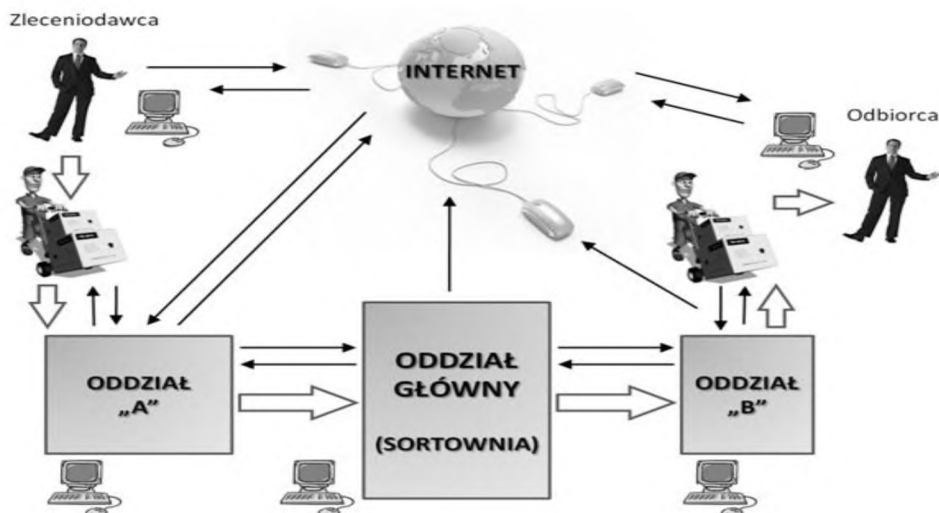 Zleceniodawca
INTERNET
Odbiorca
ODDZIAŁ
„A”
ODDZIAŁ
GŁÓWNY
(SORTOWNIA)
ODDZIAŁ
„B”